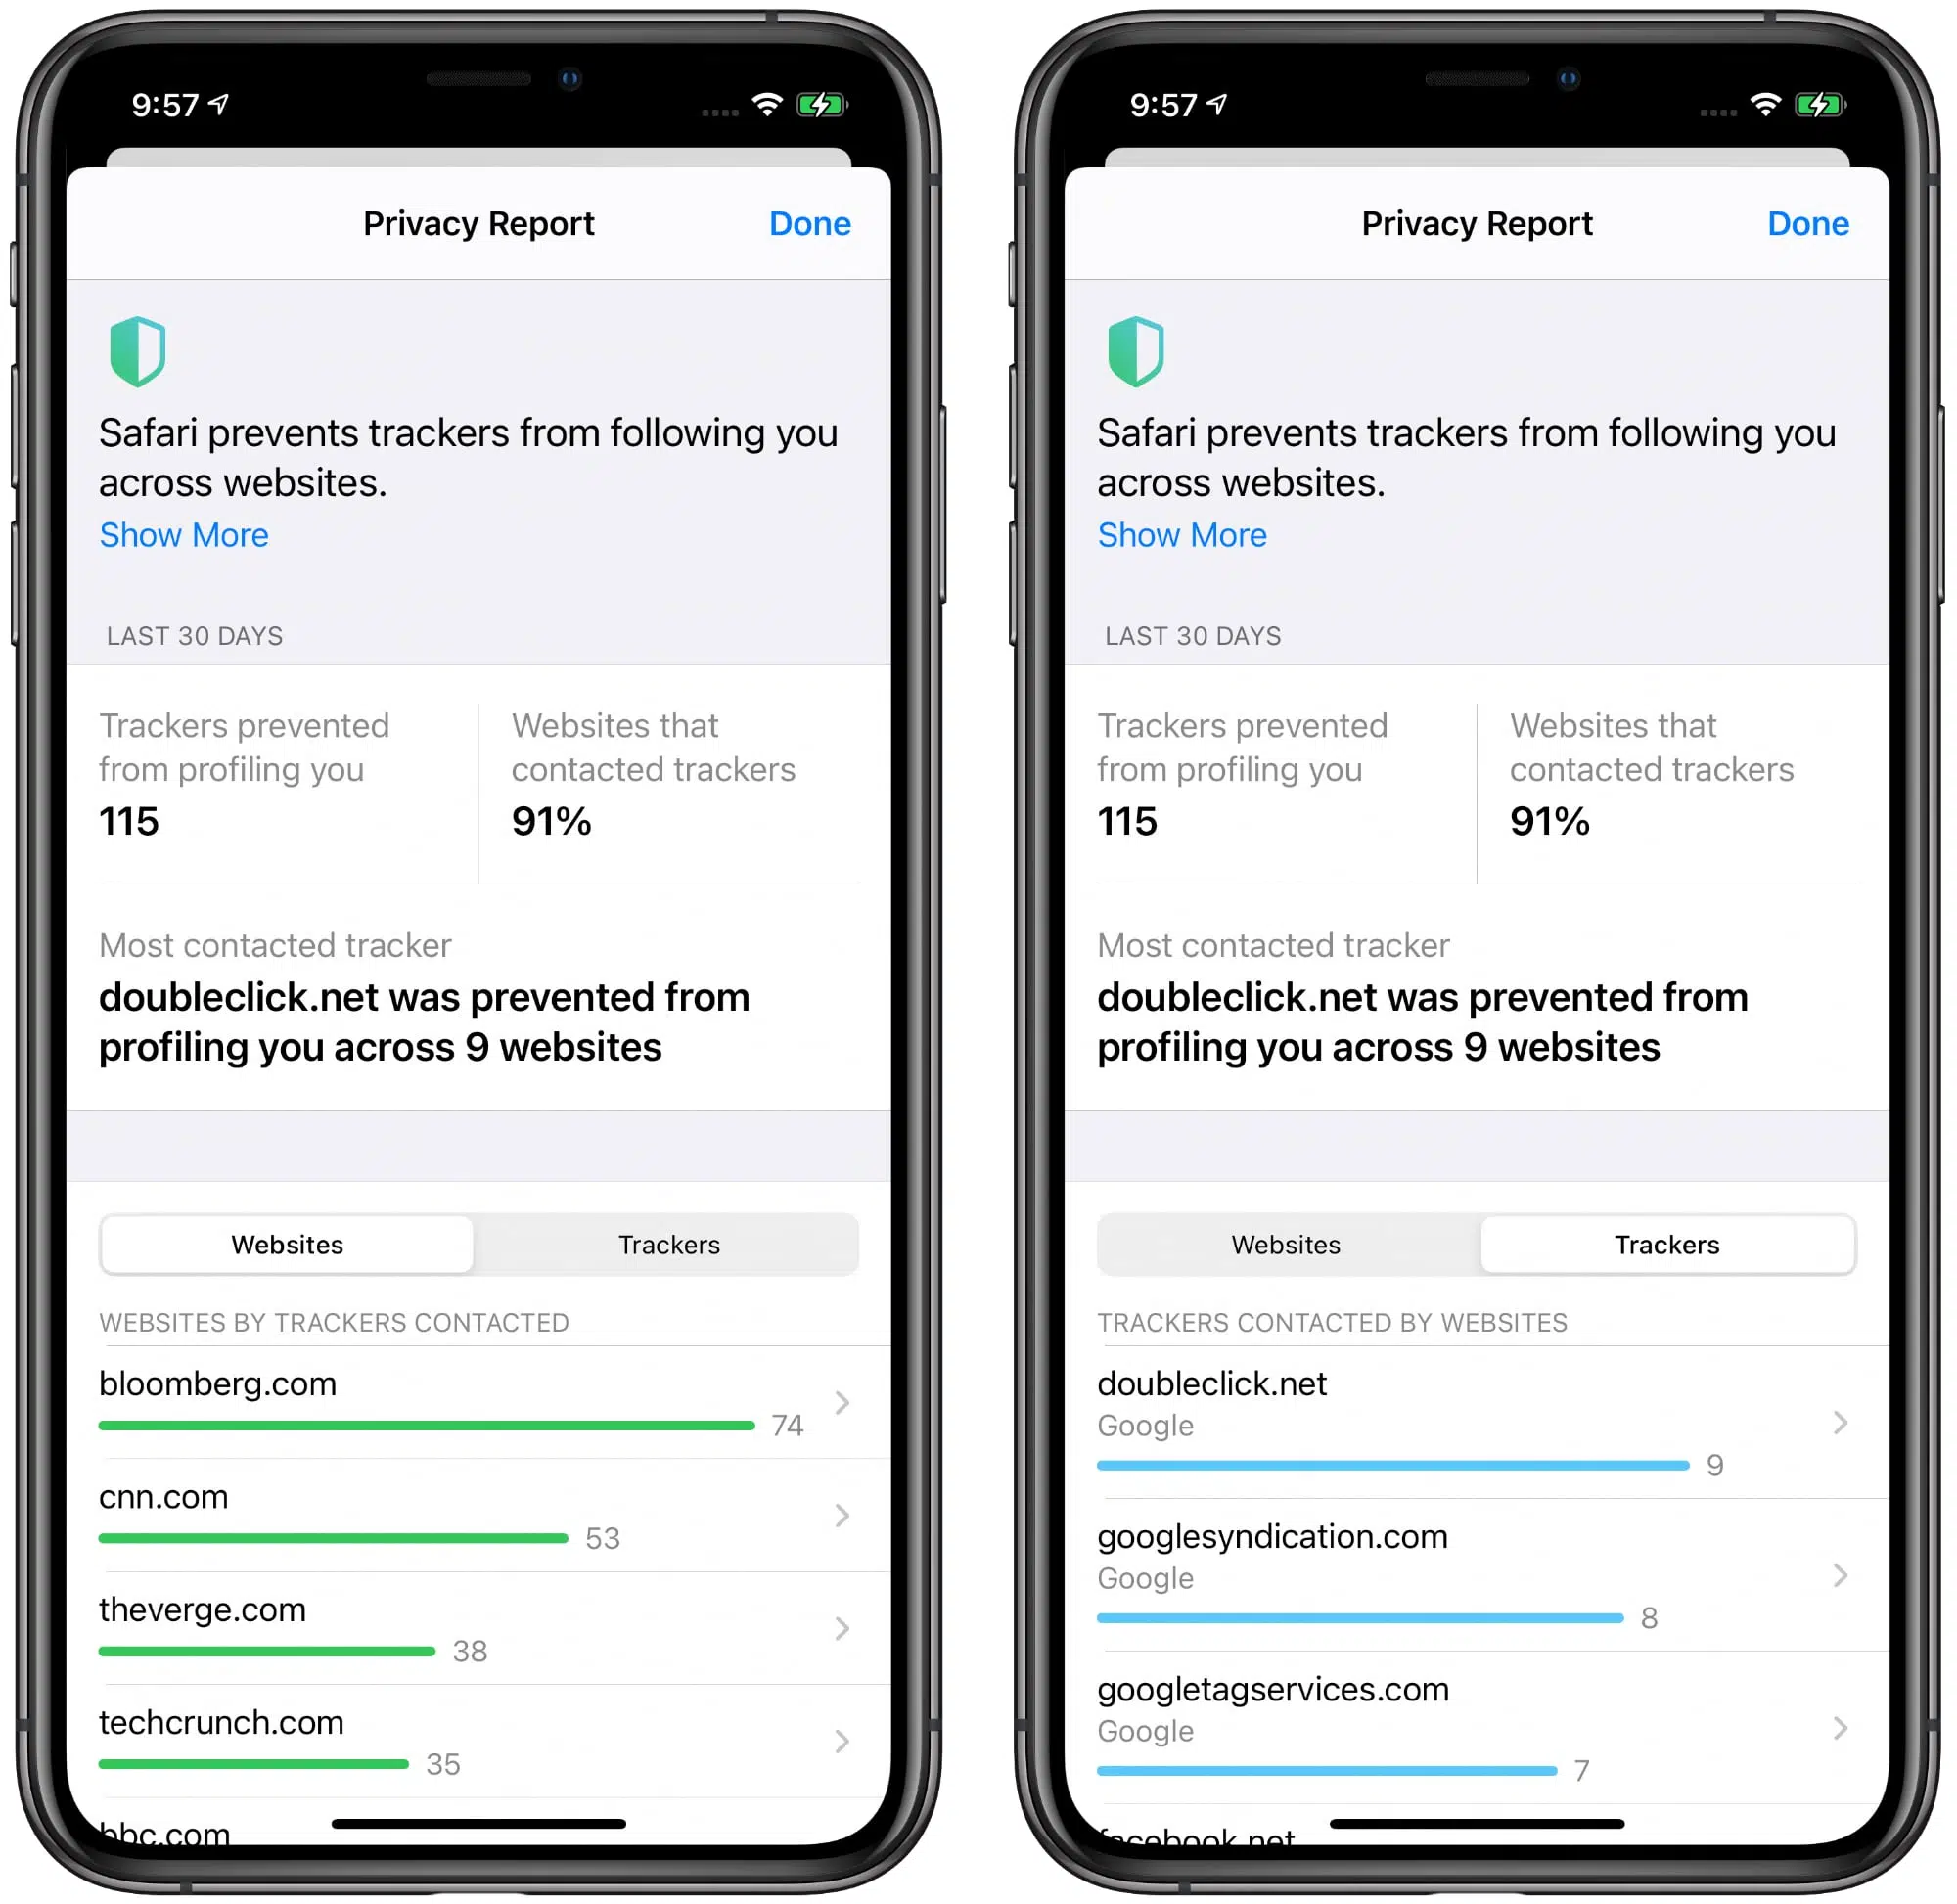 9:57
Privacy Report
Done
Safari prevents trackers from following you
across websites.
Show More
LAST 30 DAYS
Trackers prevented
from profiling you
115
Websites that
contacted trackers
91%
Most contacted tracker
doubleclick.net was prevented from
profiling you across 9 websites
Websites
Trackers
WEBSITES BY TRACKERS CONTACTED
bloomberg.com
74
cnn.com
53
theverge.com
38
techcrunch.com
35
bbc.com
9:57
Privacy Report
Done
Safari prevents trackers from following you
across websites.
Show More
LAST 30 DAYS
Trackers prevented
from profiling you
115
Websites that
contacted trackers
91%
Most contacted tracker
doubleclick.net was prevented from
profiling you across 9 websites
Websites
Trackers
TRACKERS CONTACTED BY WEBSITES
doubleclick.net
Google
9
googlesyndication.com
Google
8
googletagservices.com
Google
7
facebook.net